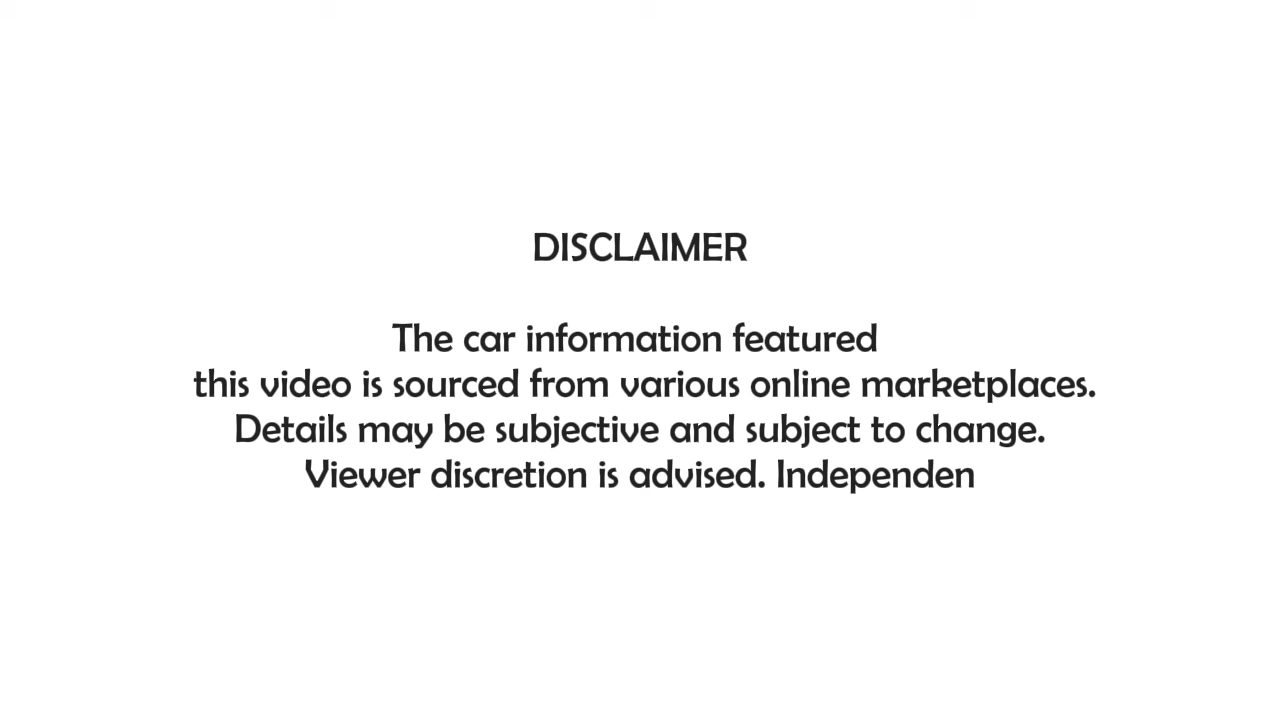 DISCLAIMER
The car information featured
this video is sourced from various online marketplaces.
Details may be subjective and subject to change.
Viewer discretion is advised. Independen